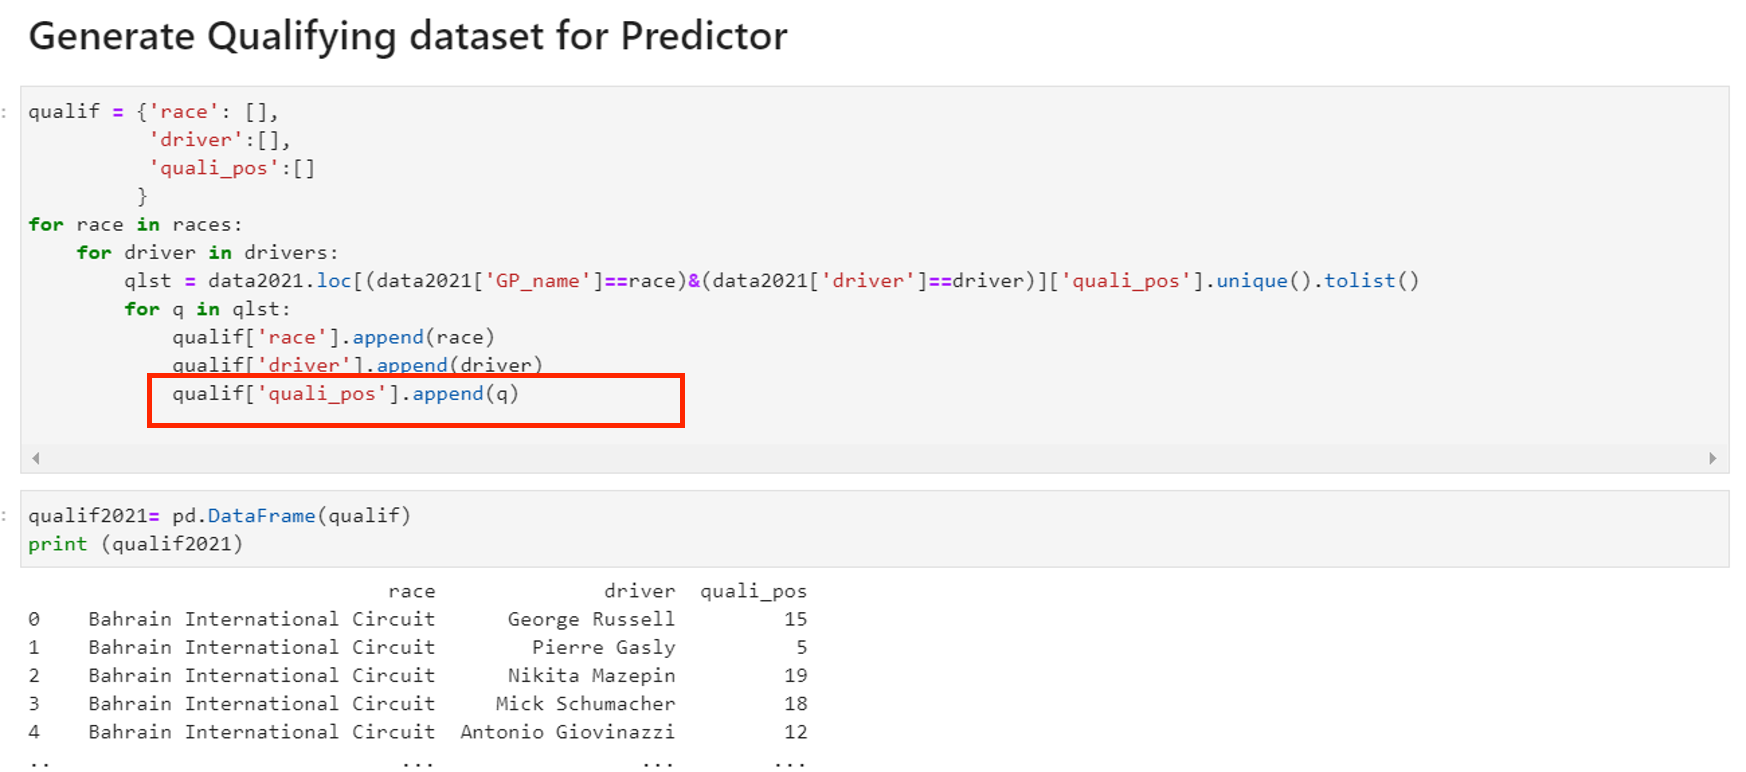 Generate Qualifying dataset for Predictor
: qualif = {'race': [],
'driver':[],
'quali_pos':[]
}
for race in races:
for driver in drivers:
qlst = data2021.loc[(data2021['GP_name']==race)&(data2021['driver']==driver)]['quali_pos'].unique().tolist()
for q in qlst:
qualif['race'].append(race)
qualif['driver'].append(driver)
qualif['quali_pos'].append(q)
: qualif2021= pd.DataFrame(qualif)
print (qualif2021)
race driver quali_pos
0 Bahrain International Circuit George Russell 15
1 Bahrain International Circuit Pierre Gasly 5
2 Bahrain International Circuit Nikita Mazepin 19
3 Bahrain International Circuit Mick Schumacher 18
4 Bahrain International Circuit Antonio Giovinazzi 12
.. ... ... ...